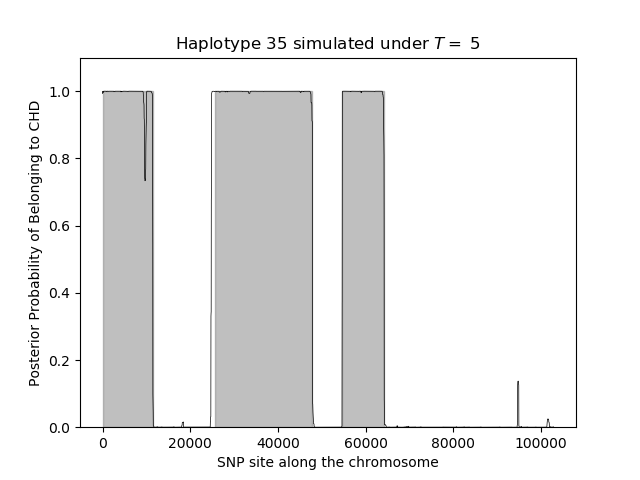 Haplotype 35 simulated under T = 5
Posterior Probability of Belonging to CHD
1.0
0.8
0.6
0.4
0.2
0.0
0 20000 40000 60000 80000 100000
SNP site along the chromosome